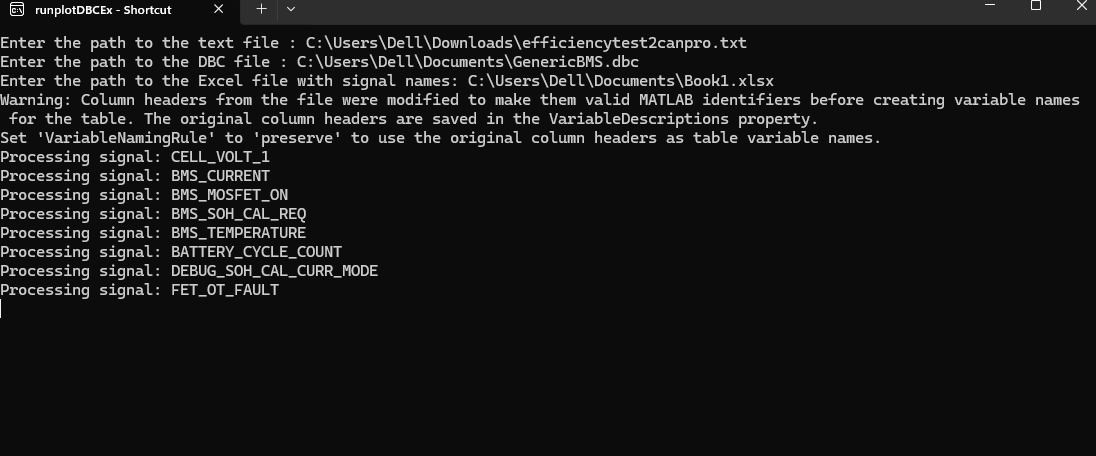 runplotDBCEx - Shortcut
Enter the path to the text file : C:\Users\Dell\Downloads\efficiencytest2canpro.txt
Enter the path to the DBC file : C:\Users\Dell\Documents\GenericBMS.dbc
Enter the path to the Excel file with signal names: C:\Users\Dell\Documents\Book1.xlsx
Warning: Column headers from the file were modified to make them valid MATLAB identifiers before creating variable names
for the table. The original column headers are saved in the VariableDescriptions property.
Set 'VariableNamingRule' to 'preserve' to use the original column headers as table variable names.
Processing signal: CELL_VOLT_1
Processing signal: BMS_CURRENT
Processing signal: BMS_MOSFET_ON
Processing signal: BMS_SOH_CAL_REQ
Processing signal: BMS_TEMPERATURE
Processing signal: BATTERY_CYCLE_COUNT
Processing signal: DEBUG_SOH_CAL_CURR_MODE
Processing signal: FET_OT_FAULT